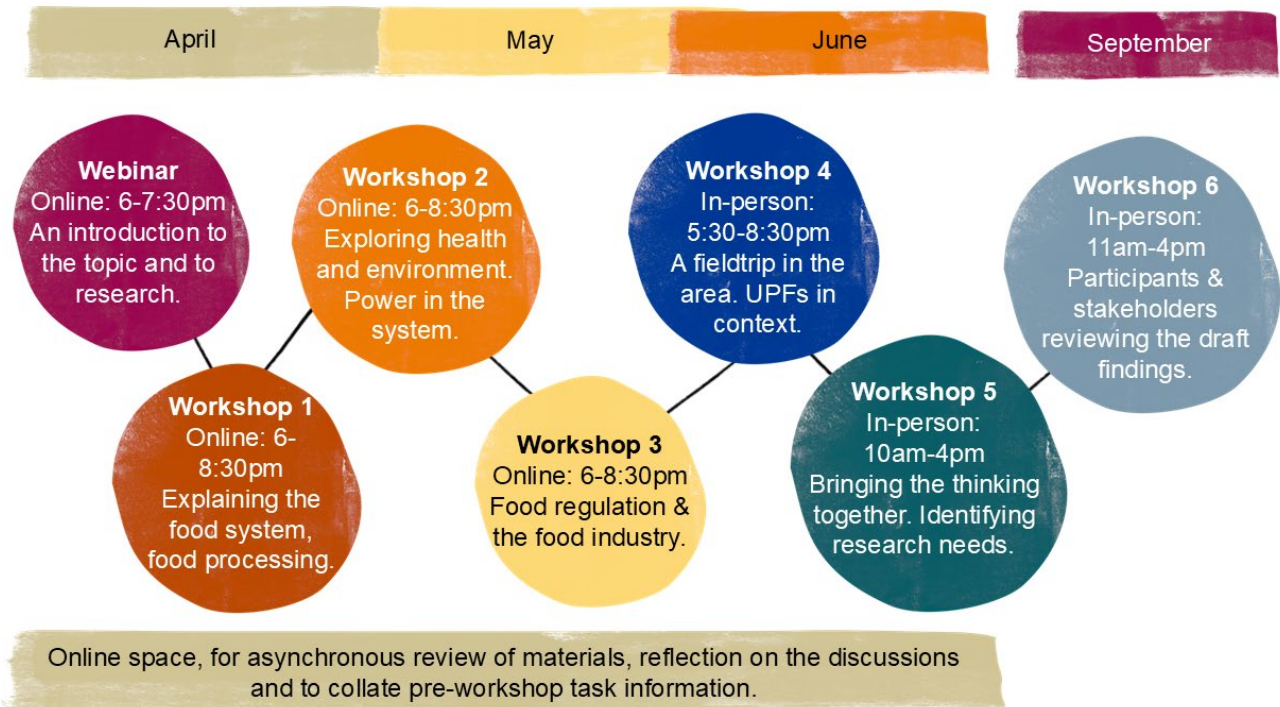 April
May
June
September
Webinar
Online: 6-7:30pm
An introduction to
the topic and to
research.
Workshop 1
Online: 6-
8:30pm
Explaining the
food system,
food processing.
Workshop 2
Online: 6-8:30pm
Exploring health
and environment.
Power in the
system.
Workshop 3
Online: 6-8:30pm
Food regulation &
the food industry.
Workshop 4
In-person:
5:30-8:30pm
A fieldtrip in the
area. UPFs in
context.
Workshop 5
In-person:
10am-4pm
Bringing the thinking
together. Identifying
research needs.
Workshop 6
In-person:
11am-4pm
Participants &
stakeholders
reviewing the draft
findings.
Online space, for asynchronous review of materials, reflection on the discussions
and to collate pre-workshop task information.